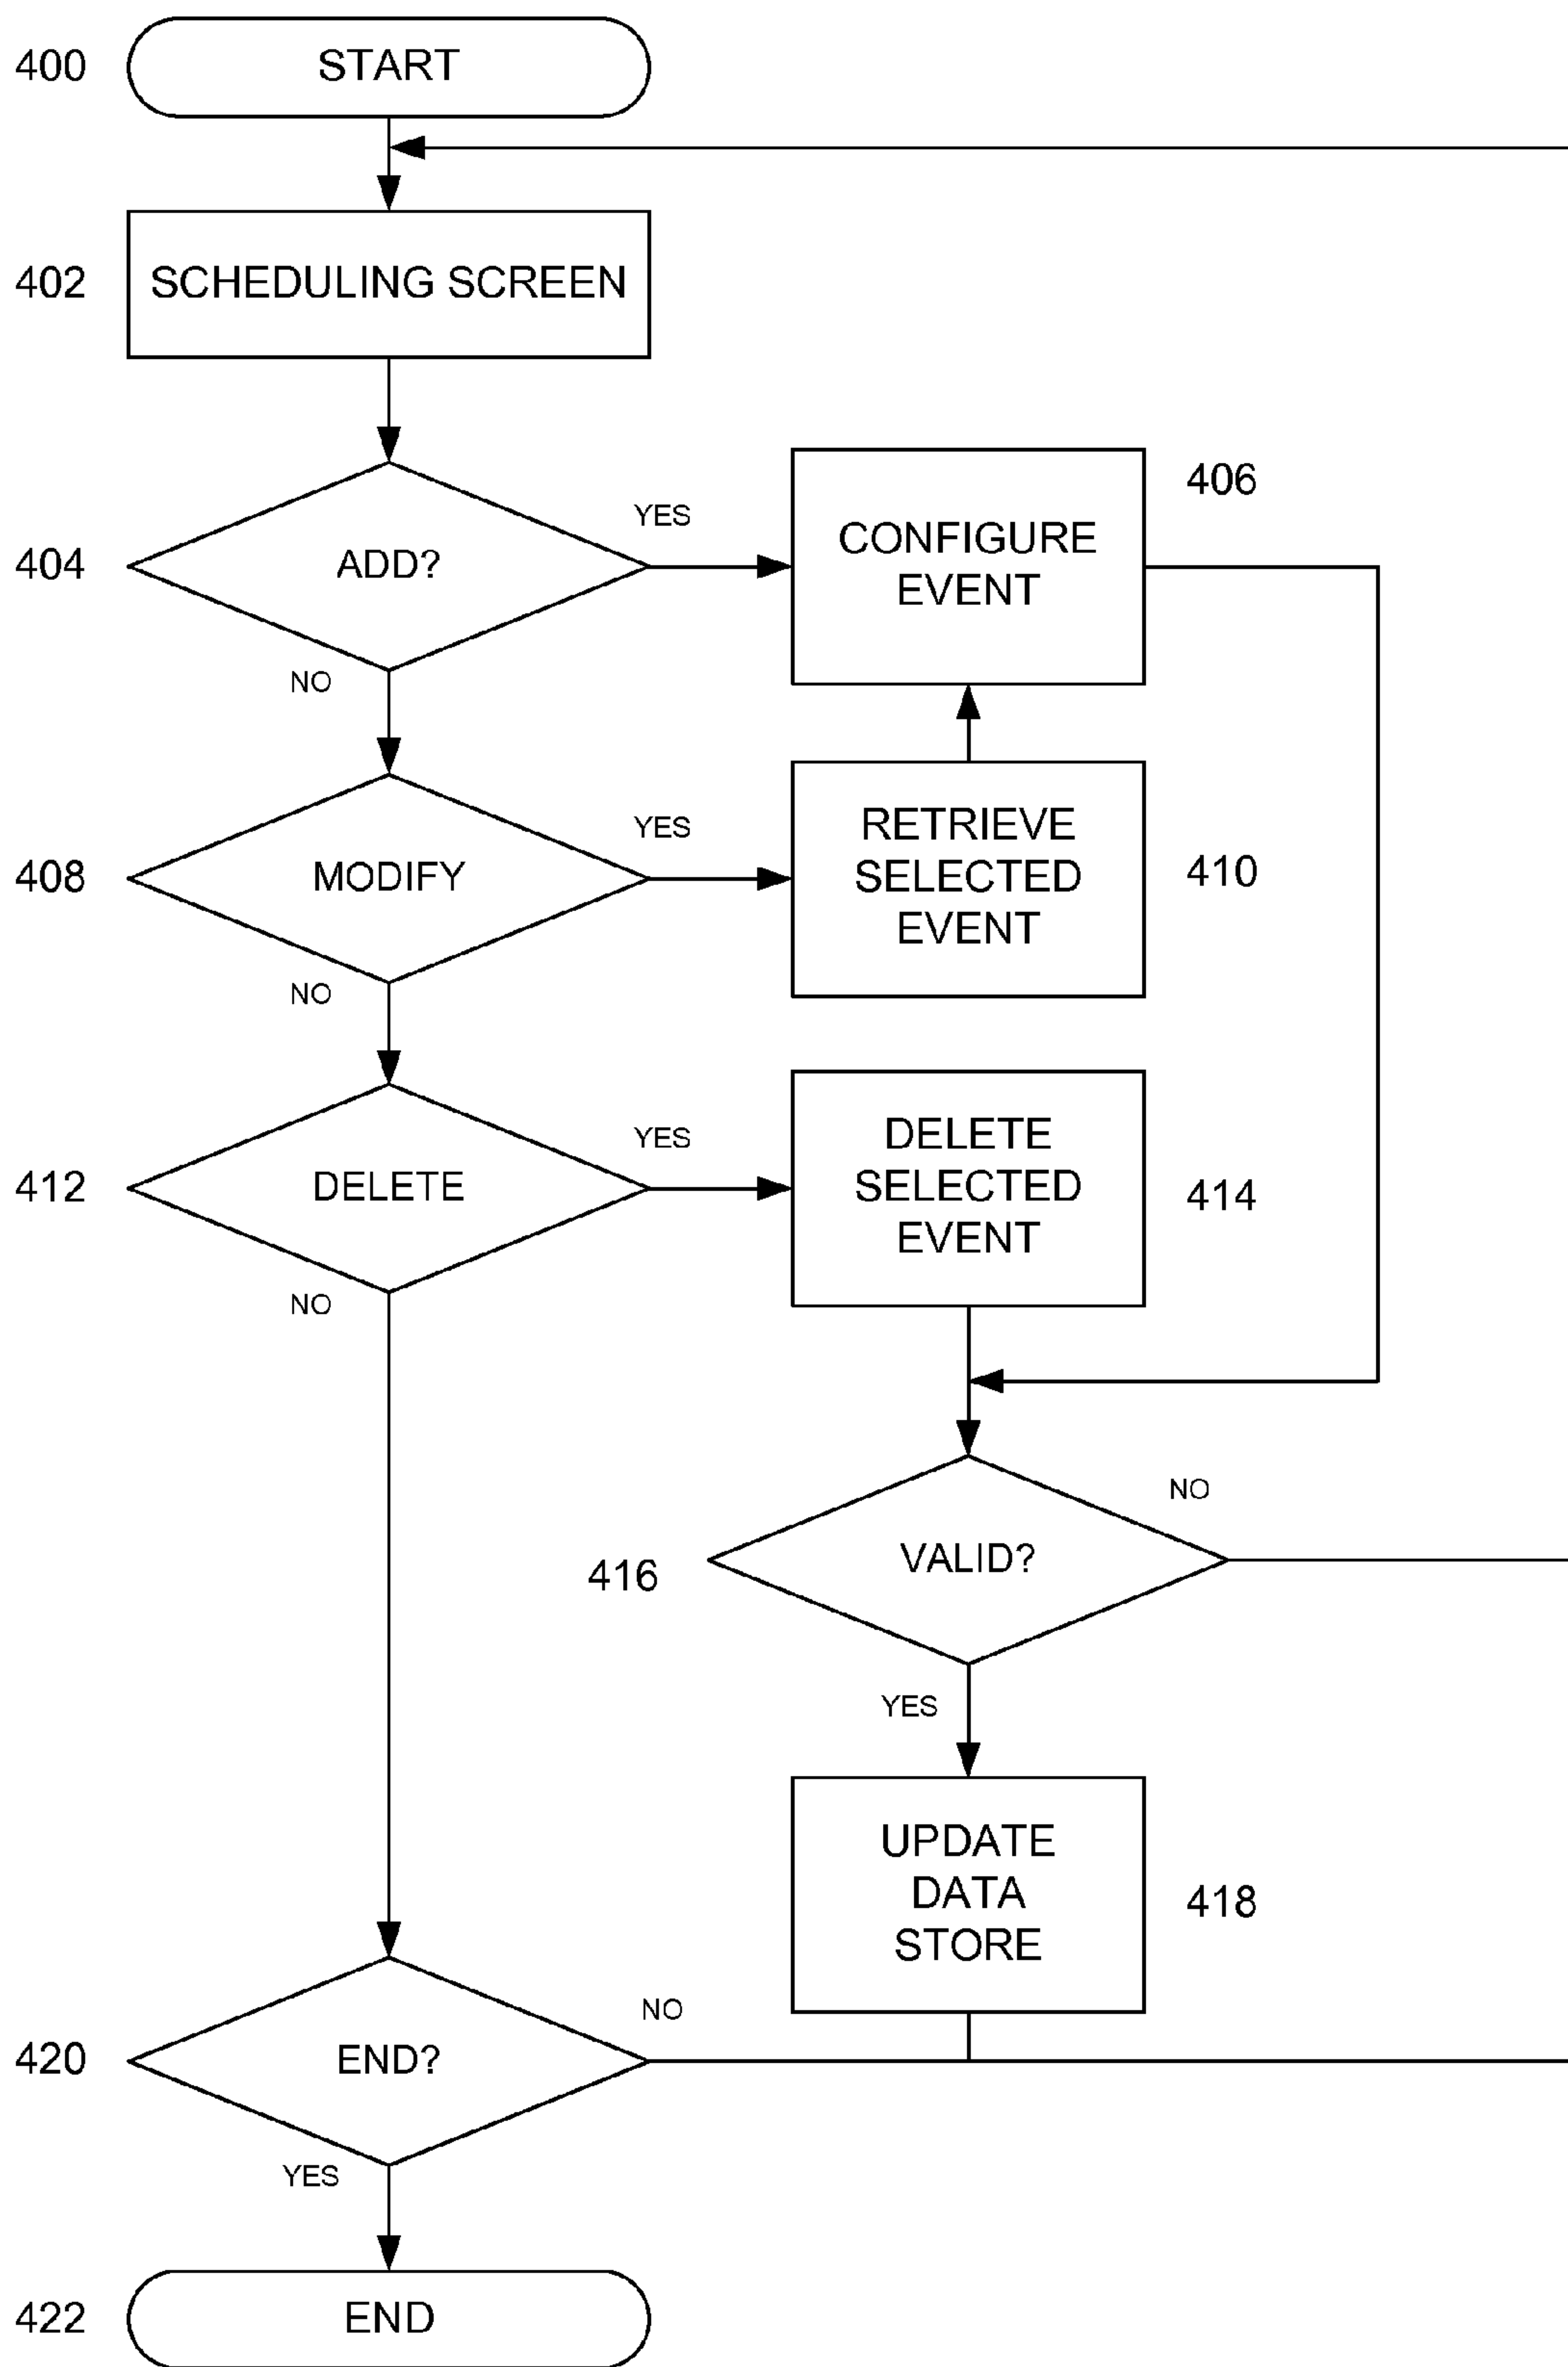 400
START
402
SCHEDULING SCREEN
404
ADD?
YES
NO
CONFIGURE
EVENT
406
408
MODIFY
YES
NO
RETRIEVE
SELECTED
EVENT
410
412
DELETE
YES
NO
DELETE
SELECTED
EVENT
414
416
VALID?
NO
YES
UPDATE
DATA
STORE
418
420
END?
NO
YES
422
END